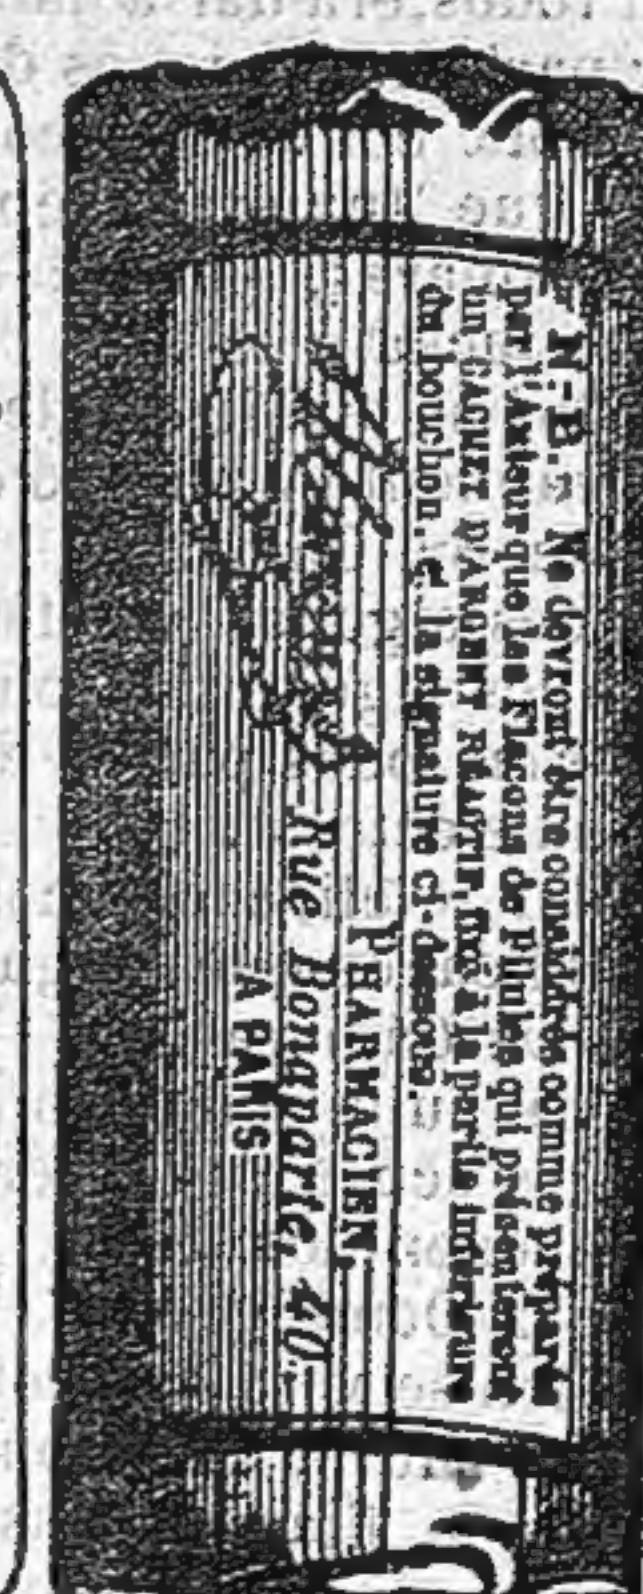 N.-B. Ne devront être considérés comme préparés
par l'Auteur que les Flacons de Pilules qui présenteront
un CACHET D'ARGENT RÉACTIF, fixé à la partie inférieure
du bouchon, et la signature ci-dessous.
PHARMACIEN,
Rue Bonaparte, 40.
A PARIS